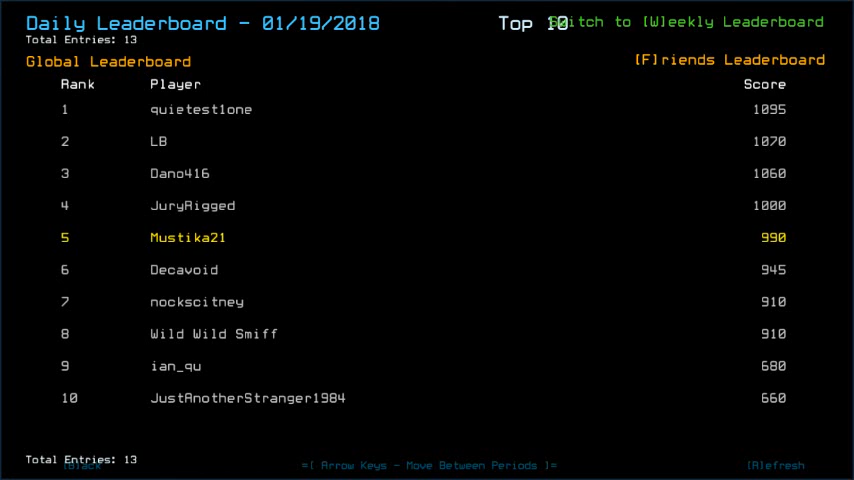 Daily Leaderboard - 01/19/2018 Top 10 Switch to [W]eekly Leaderboard
Total Entries: 13
Global Leaderboard [F]riends Leaderboard
Rank Player Score
1 quietest1one 1095
2 LB 1070
3 Dano416 1060
4 JuryRigged 1000
5 Mustika21 990
6 Decavoid 945
7 nockscitney 910
8 Wild Wild Smiff 910
9 ian_qu 680
10 JustAnotherStranger1984 660
Total Entries: 13
[B]ack =[ Arrow Keys - Move Between Periods ]= [R]efresh